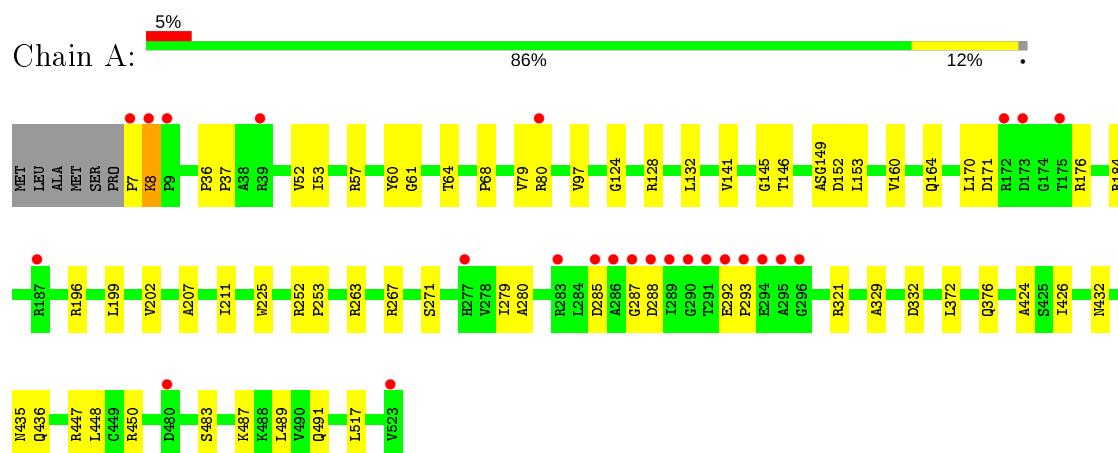 5%
Chain A:
86% 12% •
MET LEU ALA MET SER PRO P7 K8 P9 P36 P37 A38 R39 V52 I53 R57 Y60 G61 T64 P68 V79 R80 V97 G124 R128 L132 V141 G145 T146 ASG149 D152 L153 V160 Q164 L170 D171 R172 D173 G174 T175 R176
R187 R196 L199 V202 A207 I211 W225 R252 P253 R263 R267 S271 H277 V278 I279 A280 R283 L284 D285 A286 G287 D288 I289 G290 T291 E292 P293 E294 A295 G296 R321 A329 D332 L372 Q376 A424 S425 I426 N432
N435 Q436 R447 L448 C449 R450 D480 S483 K487 K488 L489 V490 Q491 L517 V523